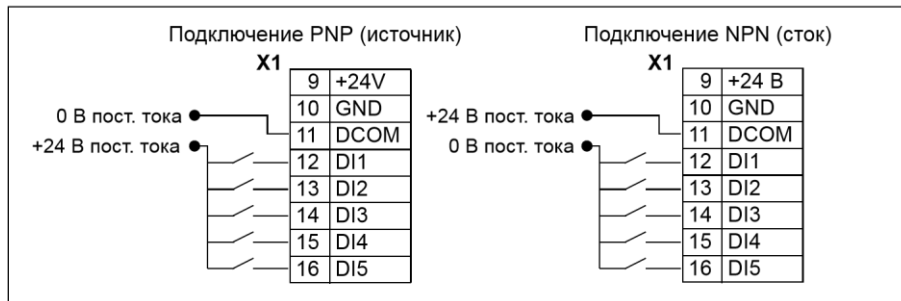 Подключение PNP (источник)
X1
9 +24V
10 GND
0 В пост. тока
11 DCOM
+24 В пост. тока
12 DI1
13 DI2
14 DI3
15 DI4
16 DI5
Подключение NPN (сток)
X1
9 +24 В
10 GND
+24 В пост. тока
11 DCOM
0 В пост. тока
12 DI1
13 DI2
14 DI3
15 DI4
16 DI5